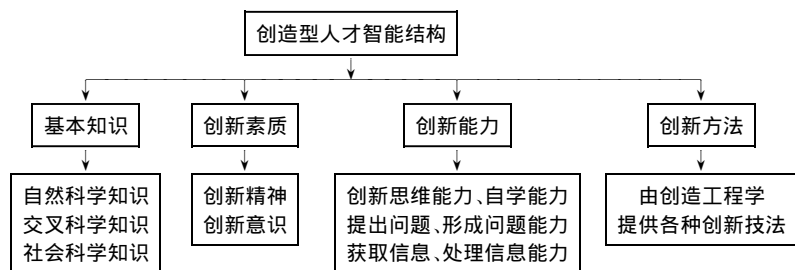 创造型人才智能结构
基本知识
创新素质
创新能力
创新方法
自然科学知识
交叉科学知识
社会科学知识
创新精神
创新意识
创新思维能力、自学能力
提出问题、形成问题能力
获取信息、处理信息能力
由创造工程学
提供各种创新技法